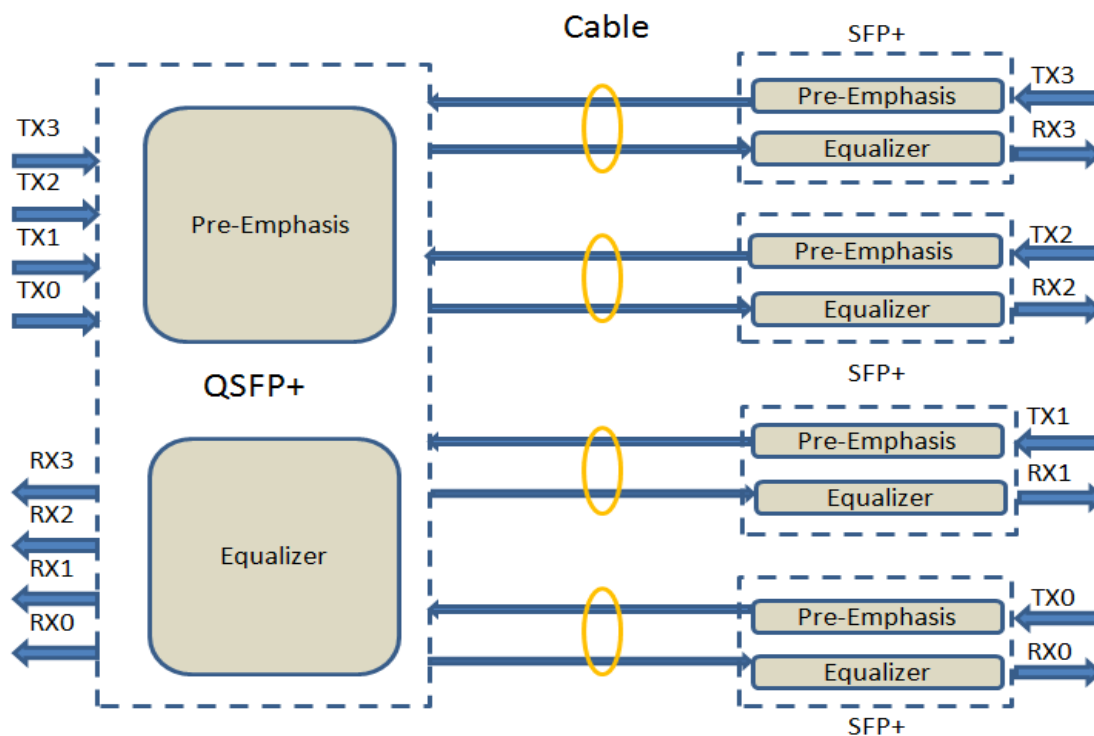 Cable
SFP+
TX3
Pre-Emphasis
RX3
Equalizer
TX3
TX2
TX1
TX0
Pre-Emphasis
TX2
Pre-Emphasis
RX2
Equalizer
SFP+
QSFP+
TX1
Pre-Emphasis
RX1
Equalizer
RX3
RX2
RX1
RX0
Equalizer
TX0
Pre-Emphasis
RX0
Equalizer
SFP+